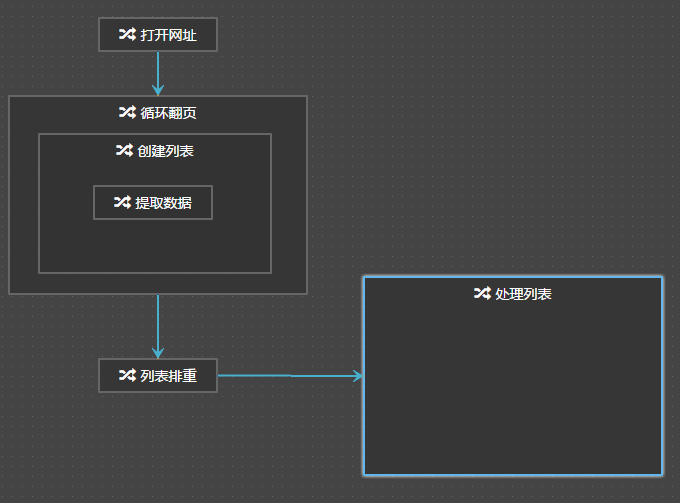 打开网址
循环翻页
创建列表
提取数据
处理列表
列表排重